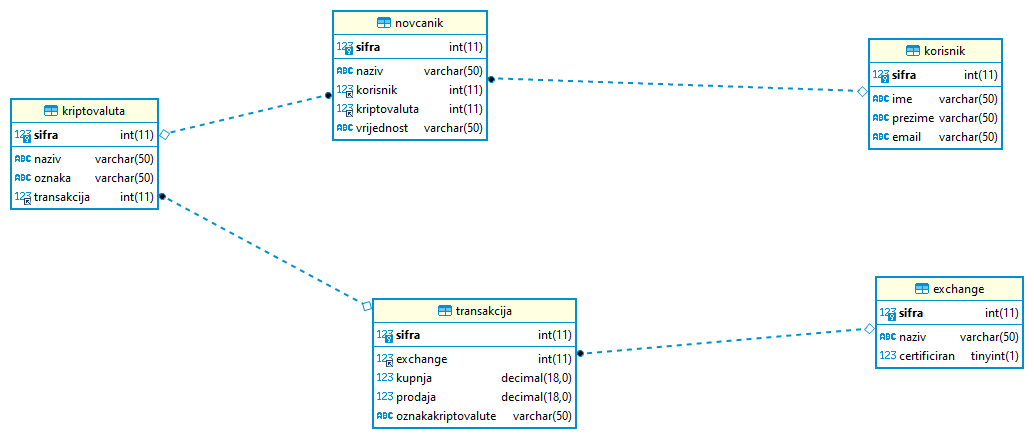 novcanik
123 sifra int(11)
ABC naziv varchar(50)
123 korisnik int(11)
123 kriptovaluta int(11)
ABC vrijednost varchar(50)
korisnik
123 sifra int(11)
ABC ime varchar(50)
ABC prezime varchar(50)
ABC email varchar(50)
kriptovaluta
123 sifra int(11)
ABC naziv varchar(50)
ABC oznaka varchar(50)
123 transakcija int(11)
transakcija
123 sifra int(11)
123 exchange int(11)
123 kupnja decimal(18,0)
123 prodaja decimal(18,0)
ABC oznakakriptovalute varchar(50)
exchange
123 sifra int(11)
ABC naziv varchar(50)
123 certificiran tinyint(1)